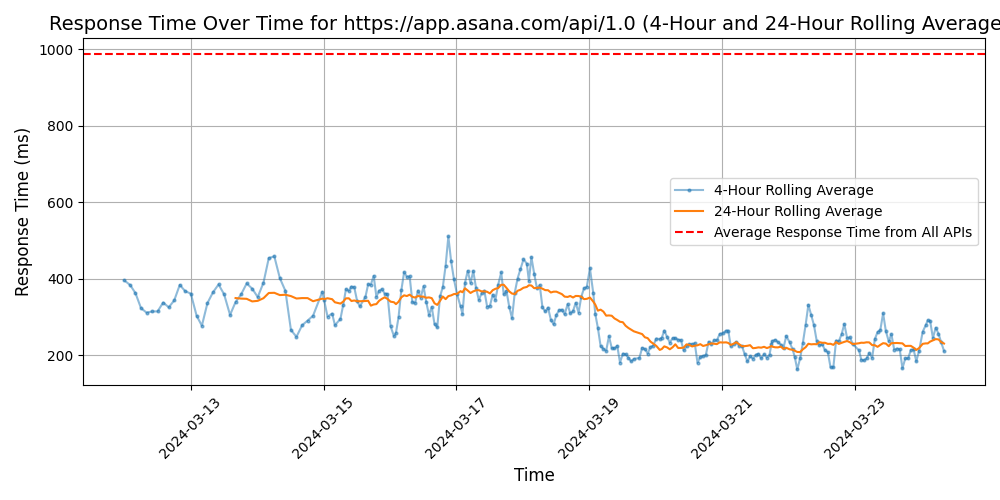 Response Time Over Time for https://app.asana.com/api/1.0 (4-Hour and 24-Hour Rolling Average
Response Time (ms)
1000
800
600
400
200
4-Hour Rolling Average
24-Hour Rolling Average
Average Response Time from All APIs
2024-03-13
2024-03-15
2024-03-17
2024-03-19
2024-03-21
2024-03-23
Time